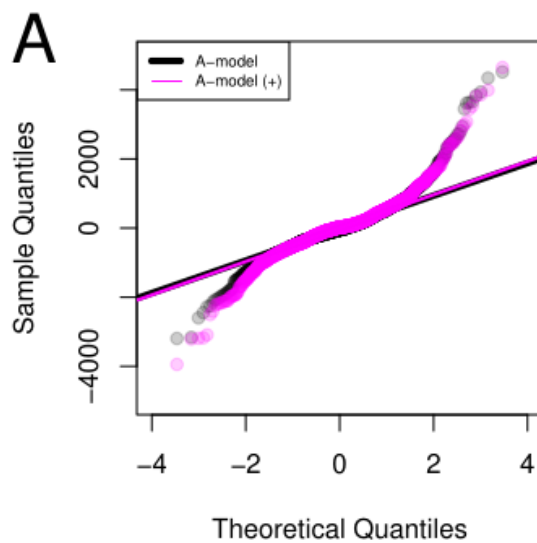 A
A−model
A−model (+)
Sample Quantiles
2000
0
−4000
−4
−2
0
2
4
Theoretical Quantiles